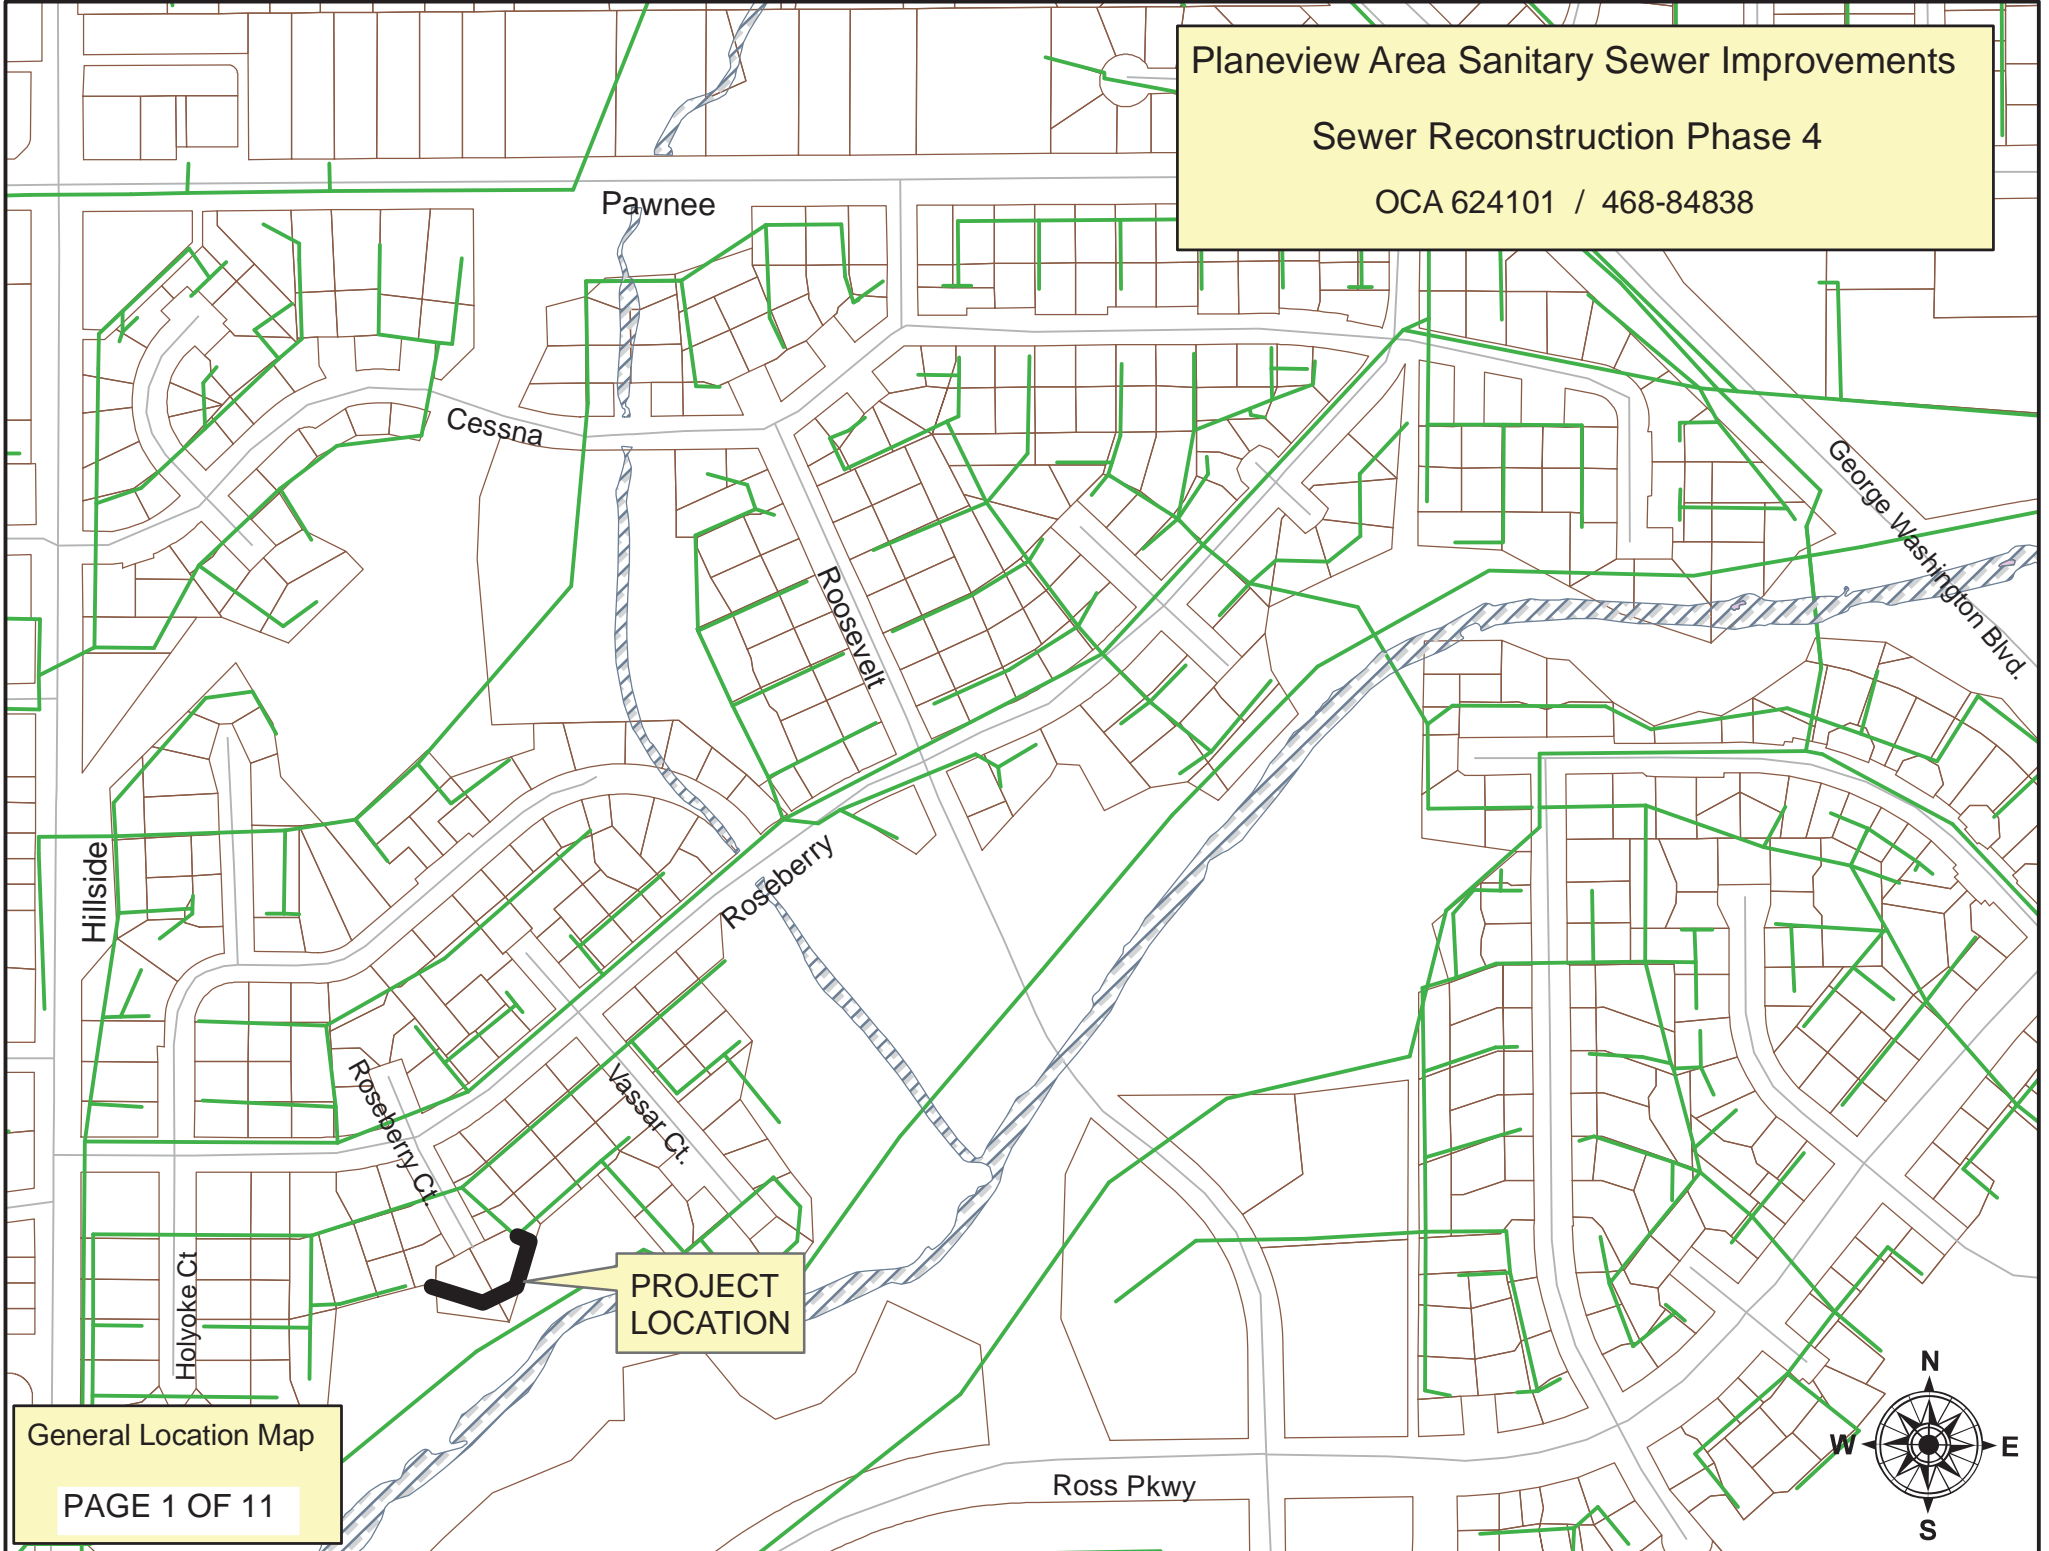 Planeview Area Sanitary Sewer Improvements
Sewer Reconstruction Phase 4
OCA 624101 / 468-84838
Pawnee
Cessna
George Washington Blvd.
Roosevelt
Hillside
Roseberry
Roseberry Ct.
Vassar Ct.
Holyoke Ct
PROJECT
LOCATION
General Location Map
PAGE 1 OF 11
Ross Pkwy
N
W
E
S